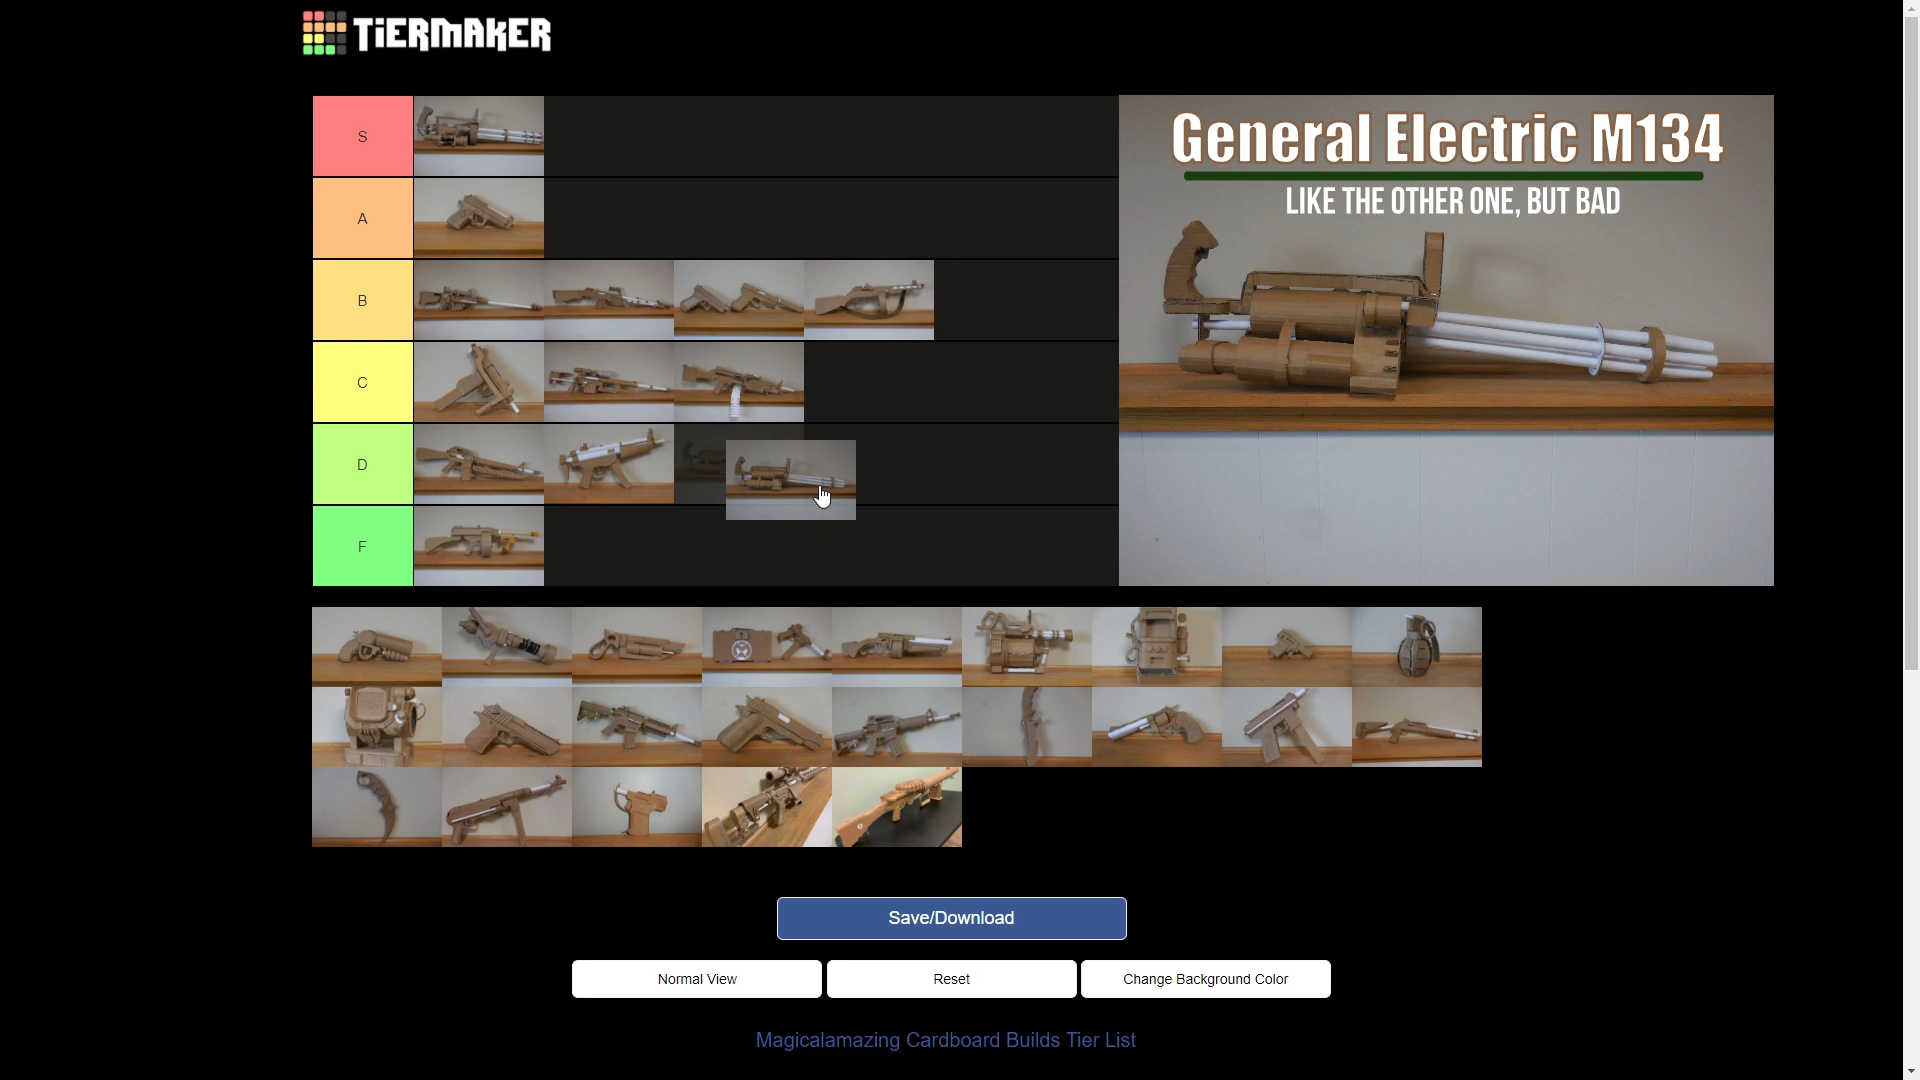 TiERMAKER
General Electric M134
LIKE THE OTHER ONE, BUT BAD
S
A
B
C
D
F
Save/Download
Normal View
Reset
Change Background Color
Magicalamazing Cardboard Builds Tier List